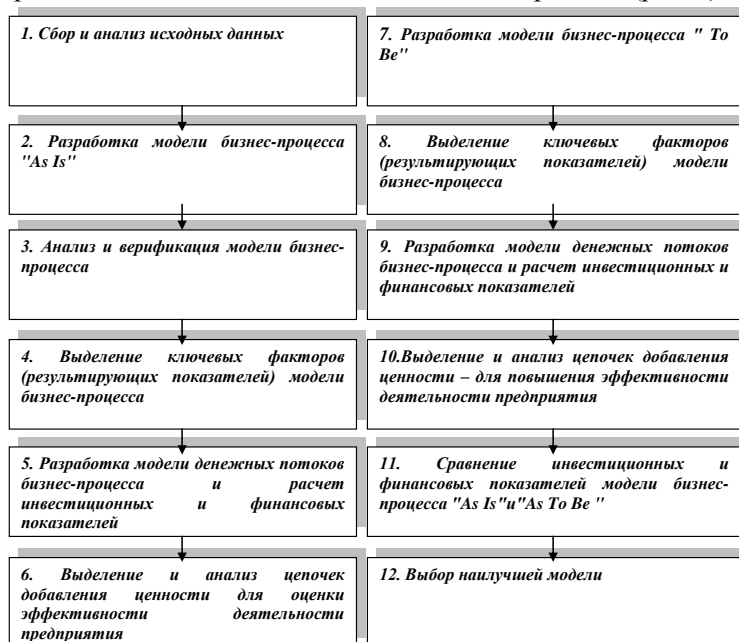 1. Сбор и анализ исходных данных
2. Разработка модели бизнес-процесса
"As Is"
3. Анализ и верификация модели бизнес-
процесса
4. Выделение ключевых факторов
(результирующих показателей) модели
бизнес-процесса
5. Разработка модели денежных потоков
бизнес-процесса и расчет
инвестиционных и финансовых
показателей
6. Выделение и анализ цепочек
добавления ценности для оценки
эффективности деятельности
предприятия
7. Разработка модели бизнес-процесса " To
Be"
8. Выделение ключевых факторов
(результирующих показателей) модели
бизнес-процесса
9. Разработка модели денежных потоков
бизнес-процесса и расчет инвестиционных и
финансовых показателей
10.Выделение и анализ цепочек добавления
ценности – для повышения эффективности
деятельности предприятия
11. Сравнение инвестиционных и
финансовых показателей модели бизнес-
процесса "As Is"и"As To Be "
12. Выбор наилучшей модели